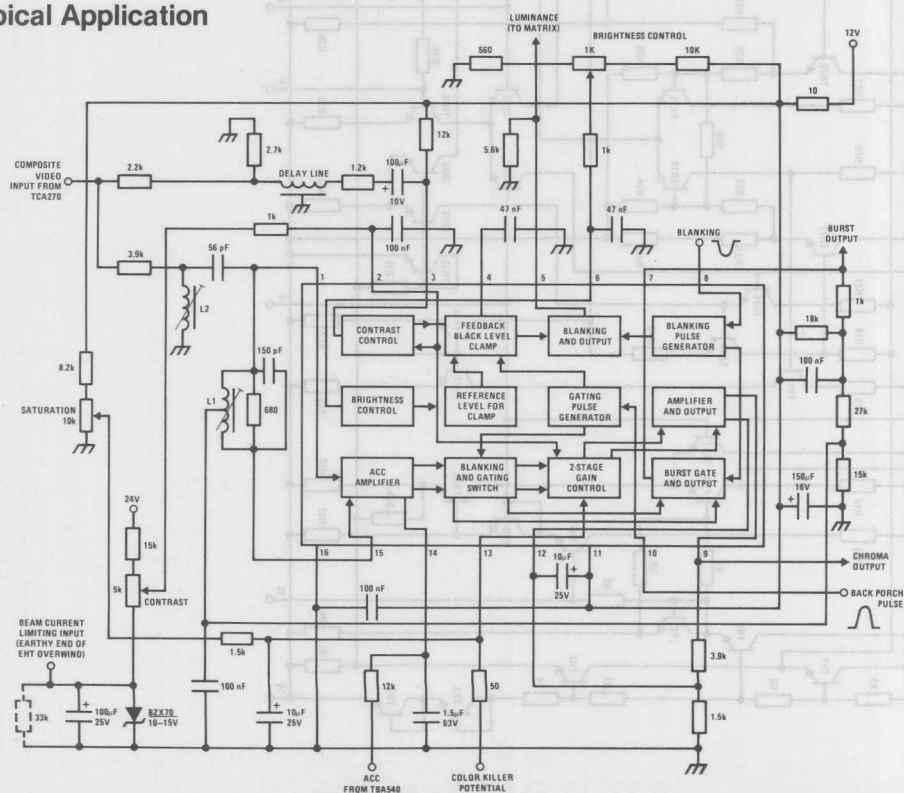 pical Application
LUMINANCE
(TO MATRIX)
BRIGHTNESS CONTROL
12V
560
1K
10K
10
12k
5.6k
1k
2.7k
COMPOSITE
VIDEO
INPUT FROM
TCA270
2.2k
DELAY LINE
1.2k
100µF
+
10V
47 nF
47 nF
BLANKING
BURST
OUTPUT
1k
100 nF
3.9k
56 pF
L2
1
2
3
4
5
6
7
8
1k
18k
100 nF
CONTRAST
CONTROL
FEEDBACK
BLACK LEVEL
CLAMP
BLANKING
AND OUTPUT
BLANKING
PULSE
GENERATOR
8.2k
150 pF
L1
680
27k
SATURATION
10k
BRIGHTNESS
CONTROL
REFERENCE
LEVEL FOR
CLAMP
GATING
PULSE
GENERATOR
AMPLIFIER
AND OUTPUT
ACC
AMPLIFIER
BLANKING
AND GATING
SWITCH
2-STAGE
GAIN
CONTROL
BURST GATE
AND OUTPUT
150µF
16V
+
15k
24V
15k
16
15
14
13
12
11
10
9
10µF
+
25V
CHROMA
OUTPUT
5k
CONTRAST
100 nF
BACK PORCH
PULSE
BEAM CURRENT
LIMITING INPUT
(EARTHY END OF
EHT OVERWIND)
1.5k
3.9k
33k
+
100µF
25V
BZX70
10–15V
100 nF
+
10µF
25V
12k
1.5µF
63V
50
1.5k
ACC
FROM TBA540
COLOR KILLER
POTENTIAL